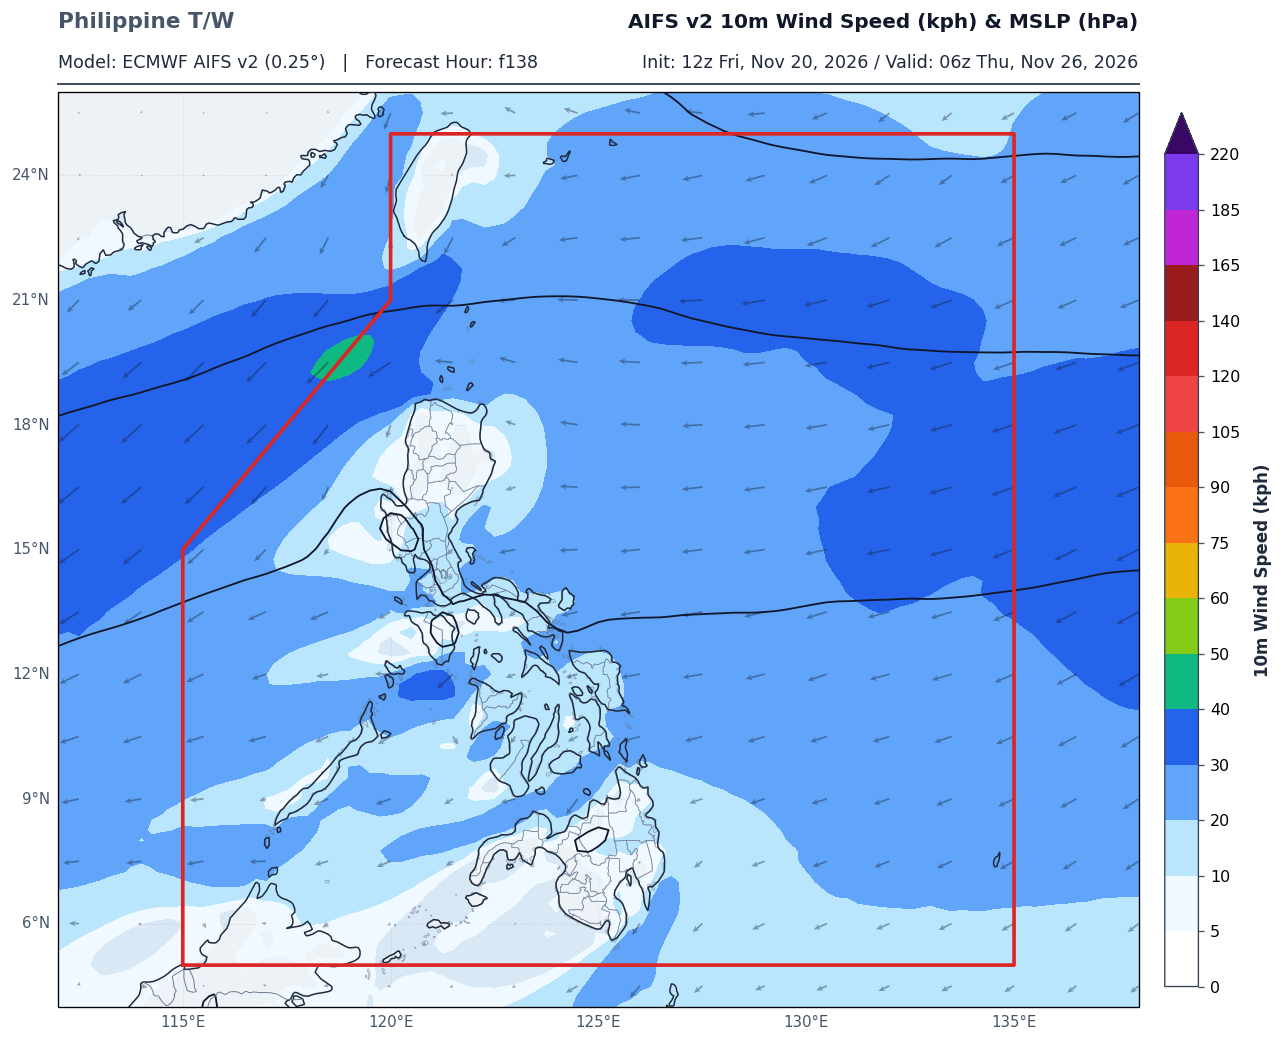 Philippine T/W
AIFS v2 10m Wind Speed (kph) & MSLP (hPa)
Model: ECMWF AIFS v2 (0.25°) | Forecast Hour: f138
Init: 12z Fri, Nov 20, 2026 / Valid: 06z Thu, Nov 26, 2026
24°N
21°N
18°N
15°N
12°N
9°N
6°N
115°E
120°E
125°E
130°E
135°E
220
185
165
140
120
105
90
75
60
50
40
30
20
10
5
0
10m Wind Speed (kph)